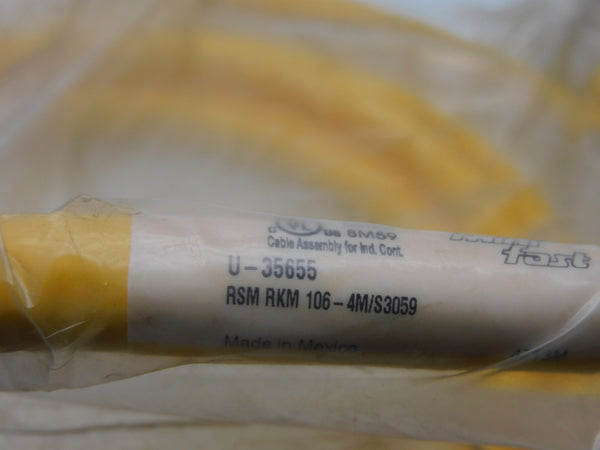 c UL us 8M59
Cable Assembly for Ind. Cont.
fast
U-35655
RSM RKM 106-4M/S3059
Made in Mexico